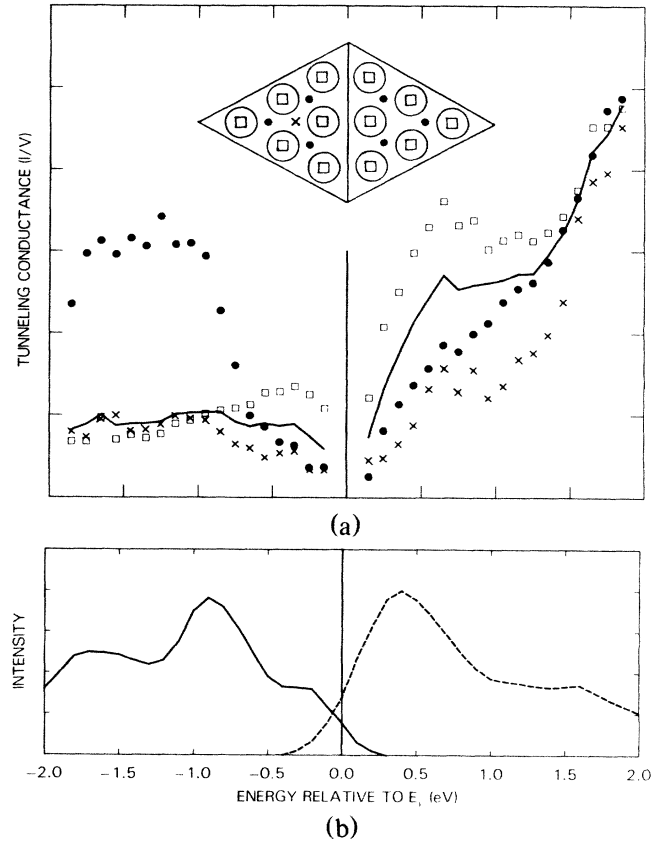 TUNNELING CONDUCTANCE (I/V)
(a)
INTENSITY
-2.0 -1.5 -1.0 -0.5 0.0 0.5 1.0 1.5 2.0
ENERGY RELATIVE TO E (eV)
(b)